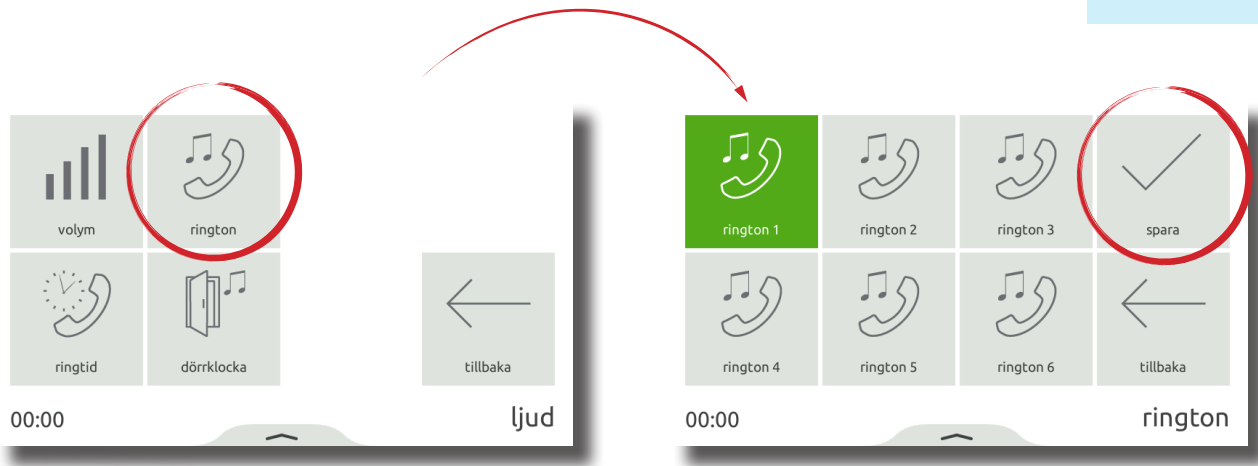 volym
rington
ringtid
dörrklocka
tillbaka
00:00
ljud
rington 1
rington 2
rington 3
spara
rington 4
rington 5
rington 6
tillbaka
00:00
rington